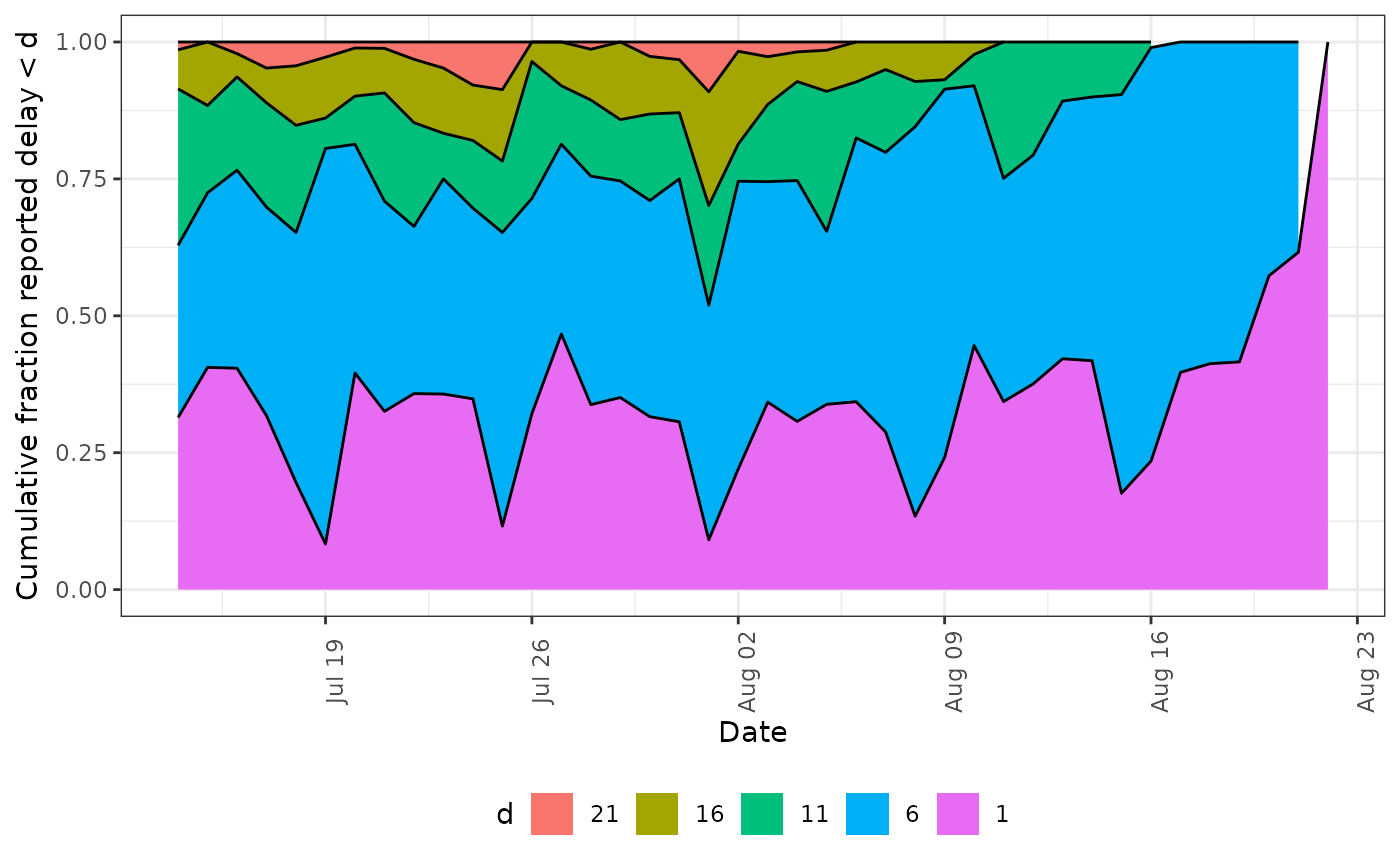 Cumulative fraction reported delay < d
1.00
0.75
0.50
0.25
0.00
Jul 19
Jul 26
Aug 02
Aug 09
Aug 16
Aug 23
Date
d 21 16 11 6 1